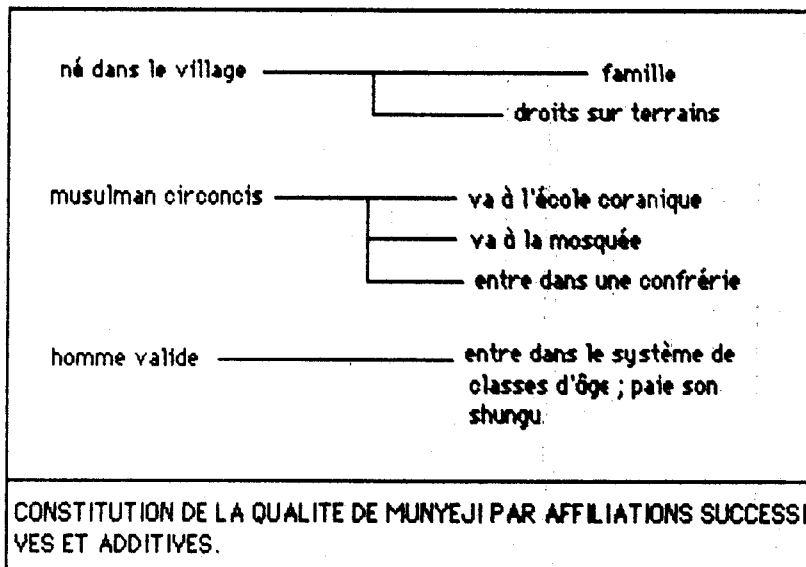 né dans le village famille
droits sur terrains
musulman circoncis va à l'école coranique
va à la mosquée
entre dans une confrérie
homme valide entre dans le système de
classes d'âge ; paie son
shungu.
CONSTITUTION DE LA QUALITE DE MUNYEJI PAR AFFILIATIONS SUCCESSI
VES ET ADDITIVES.